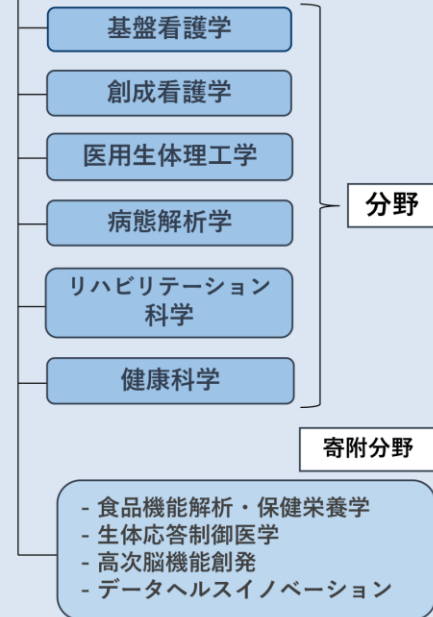 基盤看護学
創成看護学
医用生体理工学
病態解析学
リハビリテーション
科学
健康科学
分野
寄附分野
- 食品機能解析・保健栄養学
- 生体応答制御医学
- 高次脳機能創発
- データヘルスイノベーション